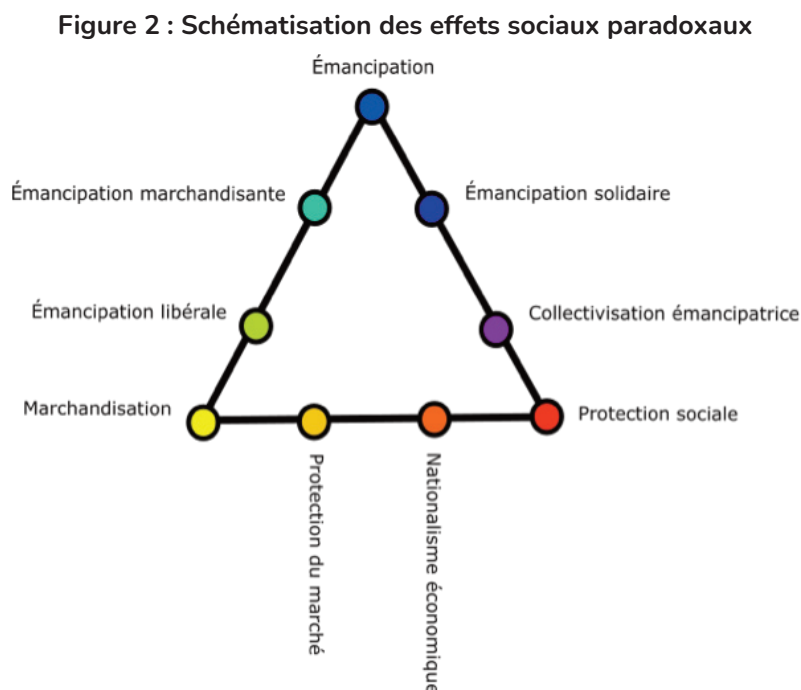 Figure 2 : Schématisation des effets sociaux paradoxaux
Émancipation
Émancipation marchandisante
Émancipation solidaire
Émancipation libérale
Collectivisation émancipatrice
Marchandisation
Protection sociale
Protection du marché
Nationalisme économique